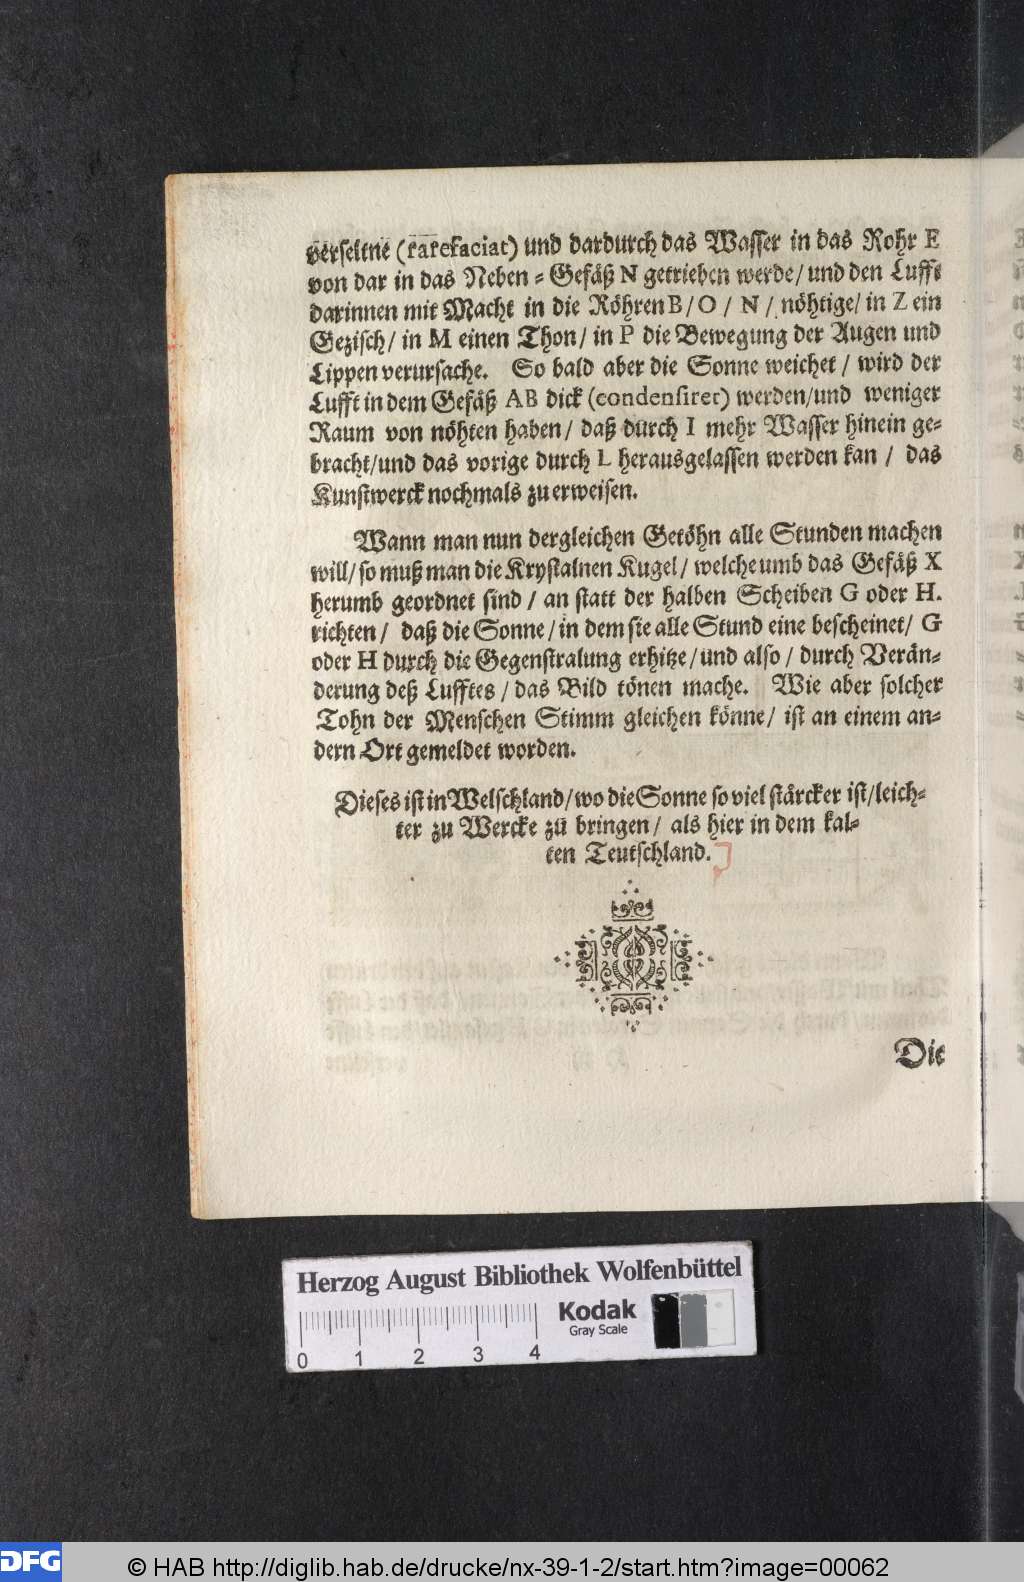 verseltne (rarefaciat) und dardurch das Wasser in das Rohr E
von dar in das Neben-Gefäß N getrieben werde/ und den Lufft
darinnen mit Macht in die Röhren B/ O / N /, nöhtige/ in Z ein
Gezisch/ in M einen Thon/ in P die Bewegung der Augen und
Lippen verursache. So bald aber die Sonne weichet / wird der
Lufft in dem Gefäß AB dick (condensiret) werden/und weniger
Raum von nöhten haben / daß durch I mehr Wasser hinein ge-
bracht/und das vorige durch L herausgelassen werden kan / das
Kunstwerck nochmals zu erweisen.
Wann man nun dergleichen Getöhn alle Stunden machen
will/ so muß man die Krystalnen Kugel/ welche umb das Gefäß X
herumb geordnet sind / an statt der halben Scheiben G oder H.
richten / daß die Sonne/ in dem sie alle Stund eine bescheinet/ G
oder H durch die Gegenstralung erhitze/ und also / durch Verän-
derung deß Lufftes / das Bild tönen mache. Wie aber solcher
Tohn der Menschen Stimm gleichen könne/ ist an einem an-
dern Ort gemeldet worden.
Dieses ist in Welschland/ wo die Sonne so viel stärcker ist/leich-
ter zu Wercke zü bringen/ als hier in dem kal-
ten Teutschland.
Die
Herzog August Bibliothek Wolfenbüttel
Kodak
Gray Scale
0 1 2 3 4
DFG © HAB http://diglib.hab.de/drucke/nx-39-1-2/start.htm?image=00062